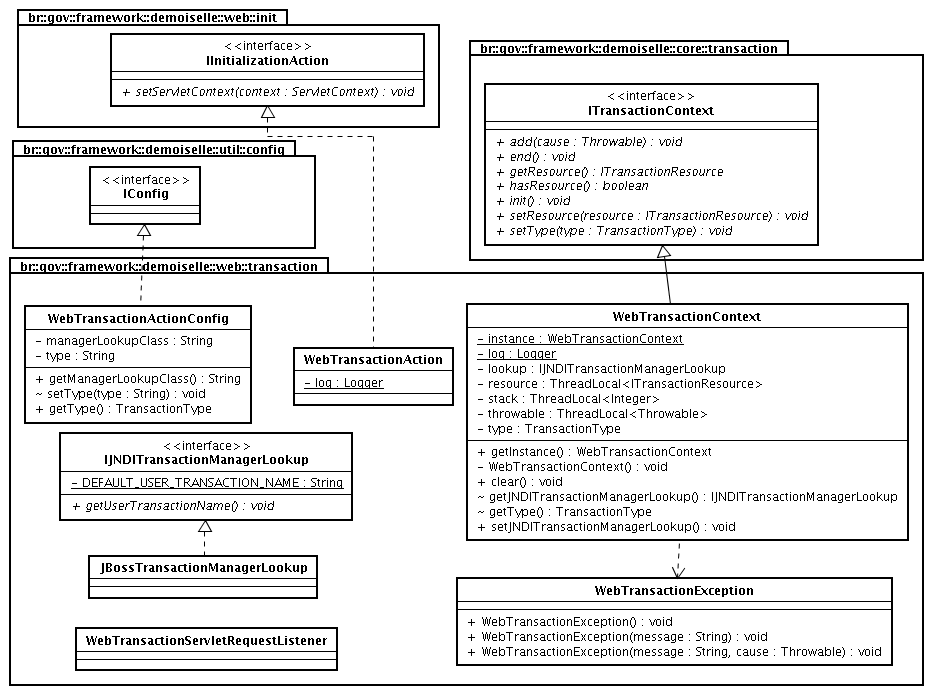 br::gov::framework::demoiselle::web::init
<<interface>>
IInitializationAction
+ setServletContext(context : ServletContext) : void
br::gov::framework::demoiselle::core::transaction
<<interface>>
ITransactionContext
+ add(cause : Throwable) : void
+ end() : void
+ getResource() : ITransactionResource
+ hasResource() : boolean
+ init() : void
+ setResource(resource : ITransactionResource) : void
+ setType(type : TransactionType) : void
br::gov::framework::demoiselle::util::config
<<interface>>
IConfig
br::gov::framework::demoiselle::web::transaction
WebTransactionActionConfig
- managerLookupClass : String
- type : String
+ getManagerLookupClass() : String
~ setType(type : String) : void
+ getType() : TransactionType
WebTransactionAction
- log : Logger
WebTransactionContext
- instance : WebTransactionContext
- log : Logger
- lookup : IJNDITransactionManagerLookup
- resource : ThreadLocal<ITransactionResource>
- stack : ThreadLocal<Integer>
- throwable : ThreadLocal<Throwable>
- type : TransactionType
+ getInstance() : WebTransactionContext
- WebTransactionContext() : void
+ clear() : void
~ getJNDITransactionManagerLookup() : IJNDITransactionManagerLookup
~ getType() : TransactionType
+ setJNDITransactionManagerLookup() : void
<<interface>>
IJNDITransactionManagerLookup
- DEFAULT_USER_TRANSACTION_NAME : String
+ getUserTransactionName() : void
JBossTransactionManagerLookup
WebTransactionServletRequestListener
WebTransactionException
+ WebTransactionException() : void
+ WebTransactionException(message : String) : void
+ WebTransactionException(message : String, cause : Throwable) : void